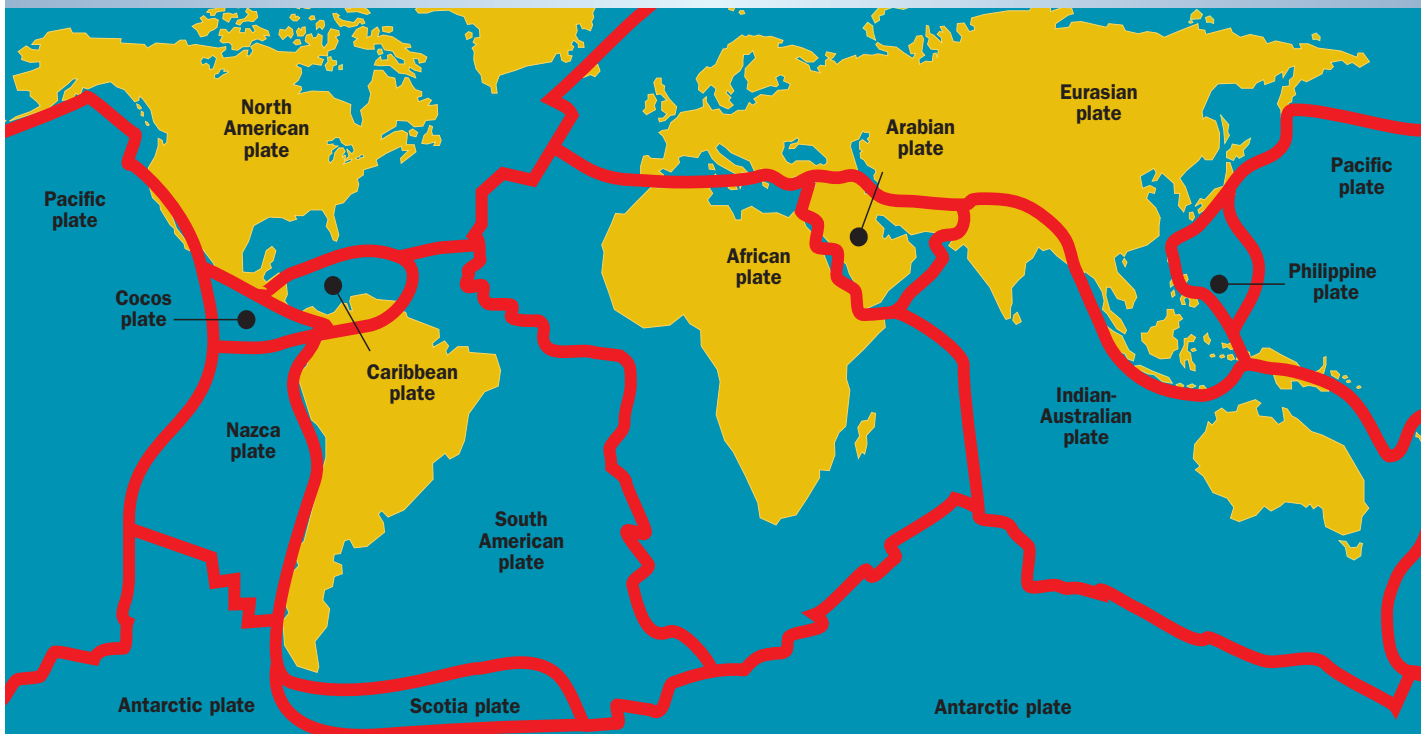 North
American
plate
Eurasian
plate
Arabian
plate
Pacific
plate
Pacific
plate
African
plate
Philippine
plate
Cocos
plate
Caribbean
plate
Indian-
Australian
plate
Nazca
plate
South
American
plate
Antarctic plate
Scotia plate
Antarctic plate